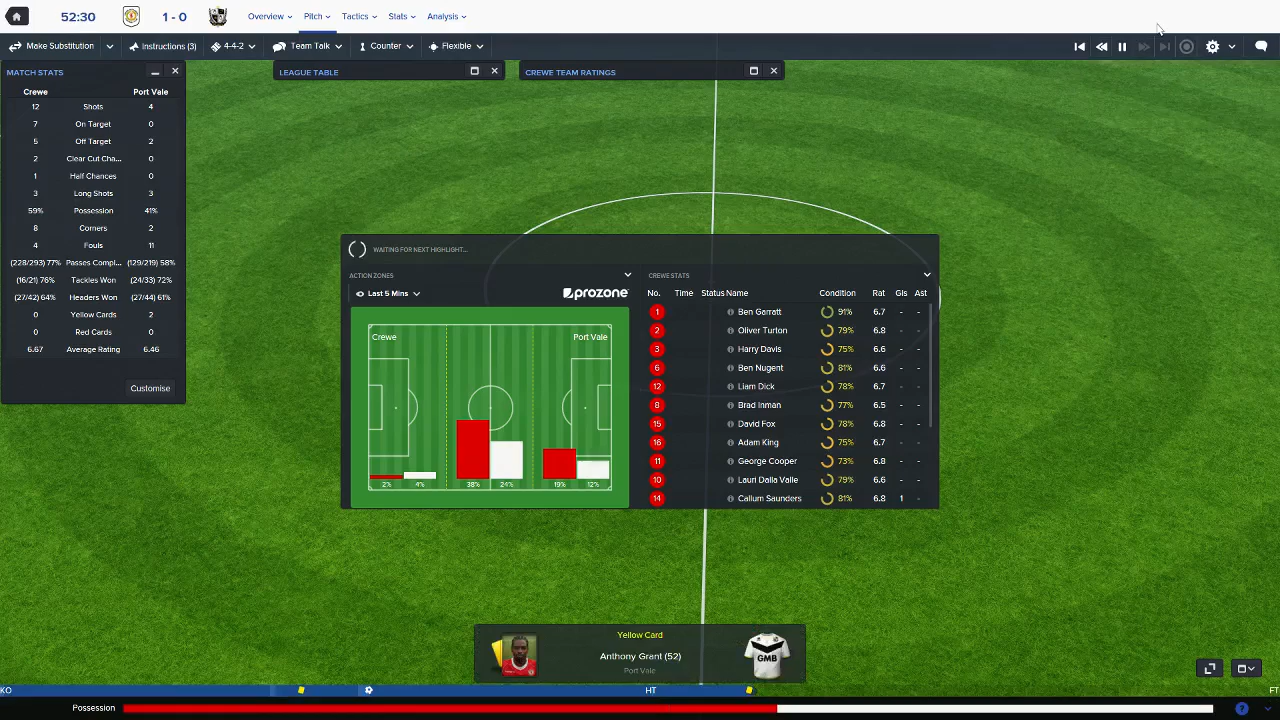 52:30 1 - 0 Overview Pitch Tactics Stats Analysis
Make Substitution Instructions (3) 4-4-2 Team Talk Counter Flexible
MATCH STATS
Crewe Port Vale
12 Shots 4
7 On Target 0
5 Off Target 2
2 Clear Cut Cha... 0
1 Half Chances 0
3 Long Shots 3
59% Possession 41%
8 Corners 2
4 Fouls 11
(228/293) 77% Passes Compl... (129/219) 58%
(16/21) 76% Tackles Won (24/33) 72%
(27/42) 64% Headers Won (27/44) 61%
0 Yellow Cards 2
0 Red Cards 0
6.67 Average Rating 6.46
Customise
LEAGUE TABLE
CREWE TEAM RATINGS
WAITING FOR NEXT HIGHLIGHT...
ACTION ZONES
Last 5 Mins
prozone
Crewe Port Vale
2% 4% 38% 24% 19% 12%
CREWE STATS
No. Time Status Name Condition Rat Gls Ast
1 Ben Garratt 91% 6.7 - -
2 Oliver Turton 79% 6.8 - -
3 Harry Davis 75% 6.6 - -
6 Ben Nugent 81% 6.6 - -
12 Liam Dick 78% 6.7 - -
8 Brad Inman 77% 6.5 - -
15 David Fox 78% 6.8 - -
16 Adam King 75% 6.7 - -
11 George Cooper 73% 6.8 - -
10 Lauri Dalla Valle 79% 6.6 - -
14 Callum Saunders 81% 6.8 1 -
Yellow Card
Anthony Grant (52)
Port Vale
GMB
KO HT FT
Possession
?